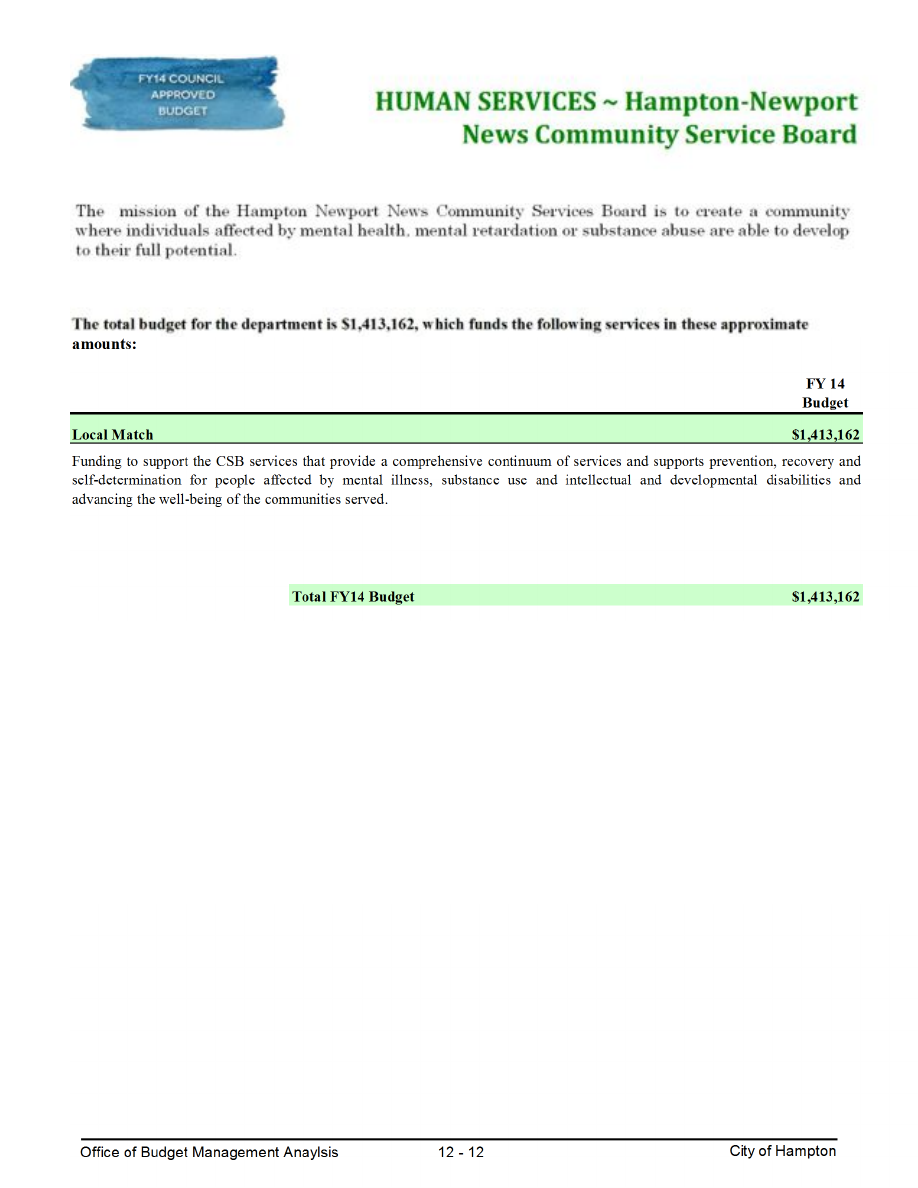 FY14 COUNCIL
APPROVED
BUDGET
HUMAN SERVICES ~ Hampton-Newport
News Community Service Board
The mission of the Hampton Newport News Community Services Board is to create a community
where individuals affected by mental health. mental retardation or substance abuse are able to develop
to their full potential.
The total budget for the department is $1,413,162, which funds the following services in these approximate
amounts:
FY 14
Budget
Local Match $1,413,162
Funding to support the CSB services that provide a comprehensive continuum of services and supports prevention, recovery and
self-determination for people affected by mental illness, substance use and intellectual and developmental disabilities and
advancing the well-being of the communities served.
Total FY14 Budget $1,413,162
Office of Budget Management Anaylsis 12 - 12 City of Hampton